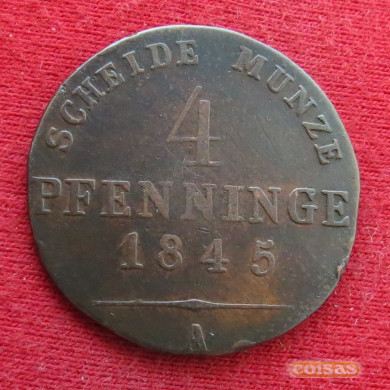 SCHEIDE MUNZE
4
PFENNINGE
1845
A
coisas